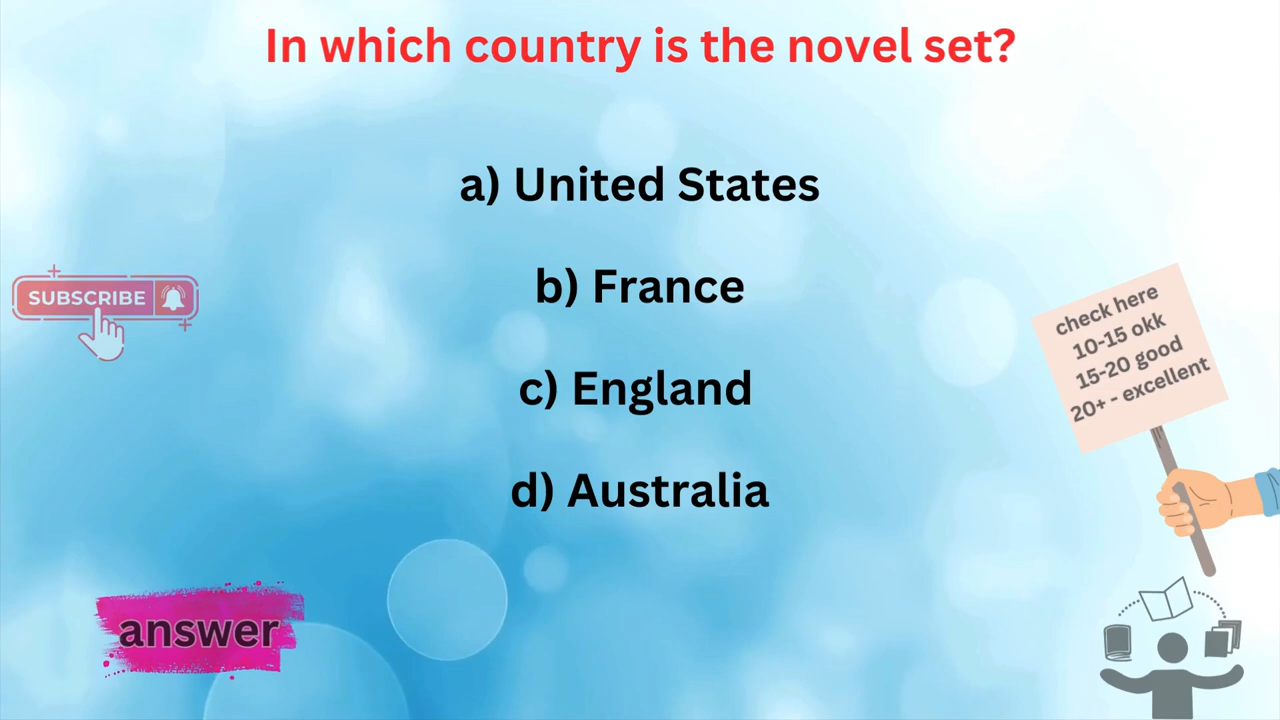 In which country is the novel set?
a) United States
b) France
c) England
d) Australia
SUBSCRIBE
check here
10-15 okk
15-20 good
20+ - excellent
answer